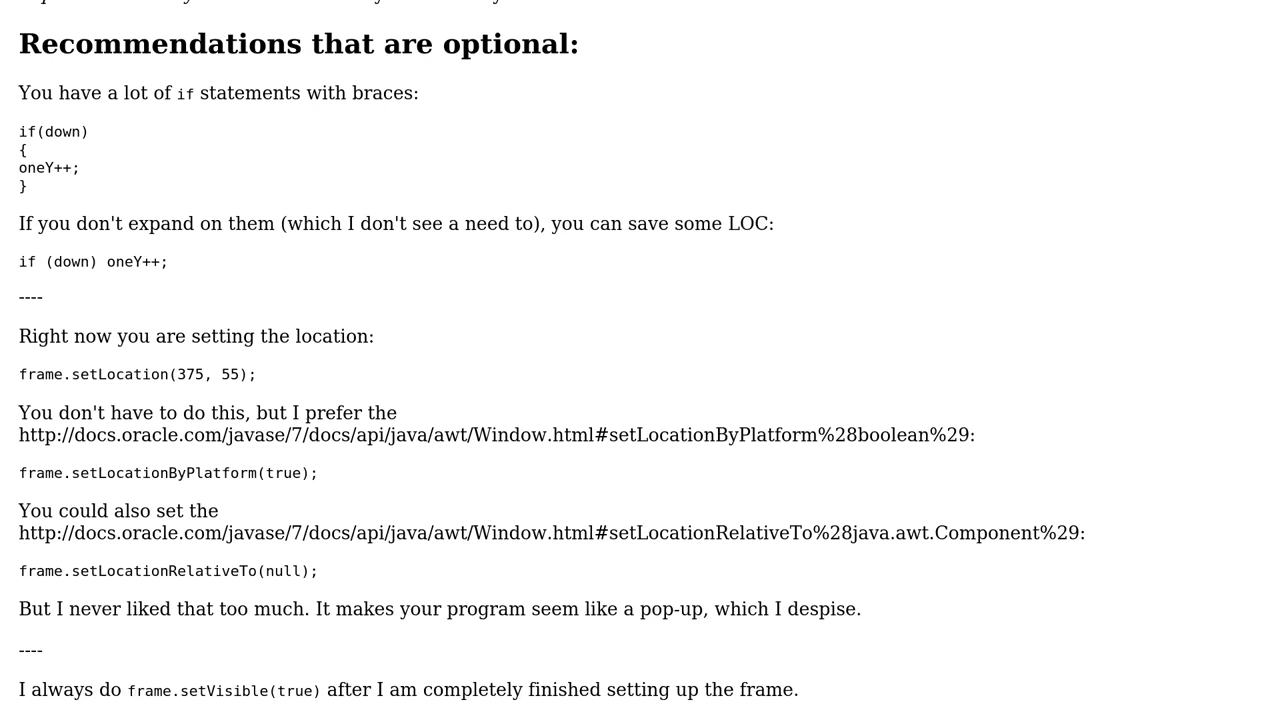 Recommendations that are optional:
You have a lot of if statements with braces:
if(down)
{
oneY++;
}
If you don't expand on them (which I don't see a need to), you can save some LOC:
if (down) oneY++;
----
Right now you are setting the location:
frame.setLocation(375, 55);
You don't have to do this, but I prefer the
http://docs.oracle.com/javase/7/docs/api/java/awt/Window.html#setLocationByPlatform%28boolean%29:
frame.setLocationByPlatform(true);
You could also set the
http://docs.oracle.com/javase/7/docs/api/java/awt/Window.html#setLocationRelativeTo%28java.awt.Component%29:
frame.setLocationRelativeTo(null);
But I never liked that too much. It makes your program seem like a pop-up, which I despise.
----
I always do frame.setVisible(true) after I am completely finished setting up the frame.